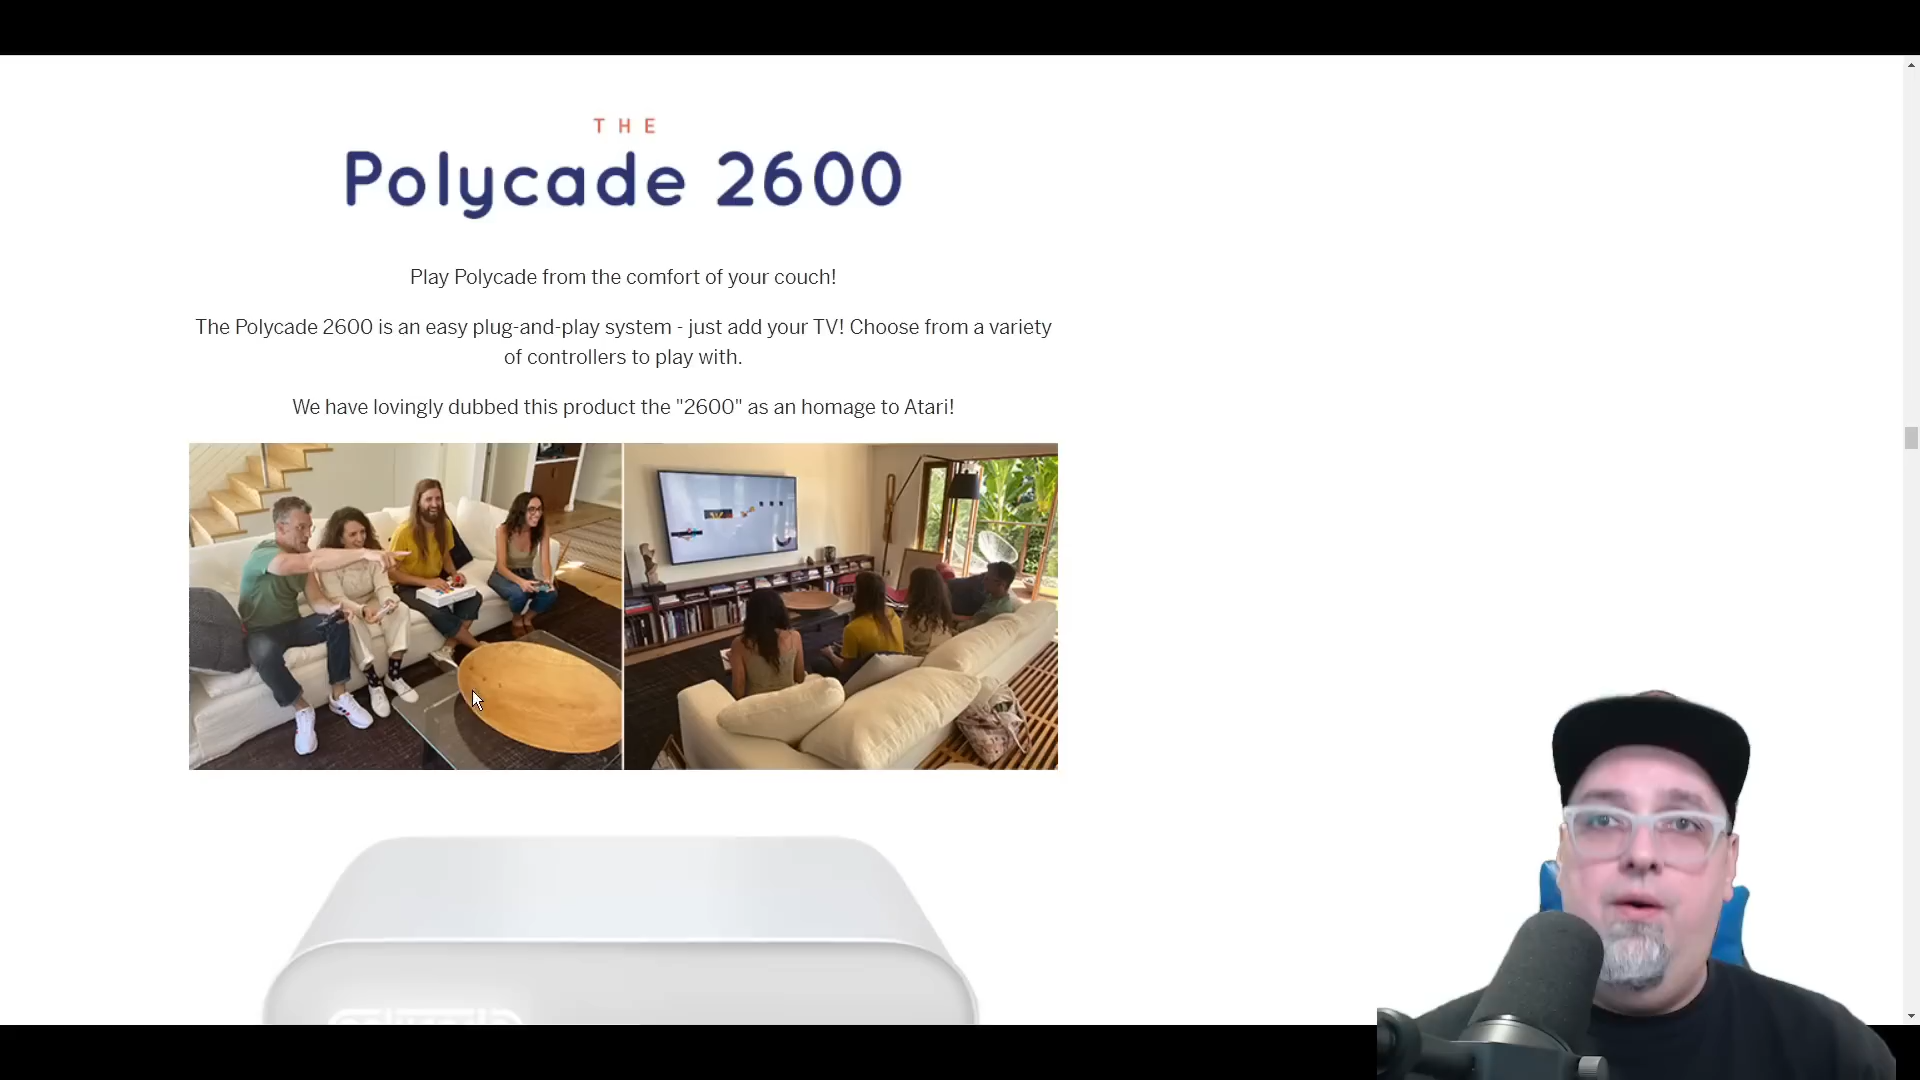 THE
Polycade 2600
Play Polycade from the comfort of your couch!
The Polycade 2600 is an easy plug-and-play system - just add your TV! Choose from a variety
of controllers to play with.
We have lovingly dubbed this product the "2600" as an homage to Atari!